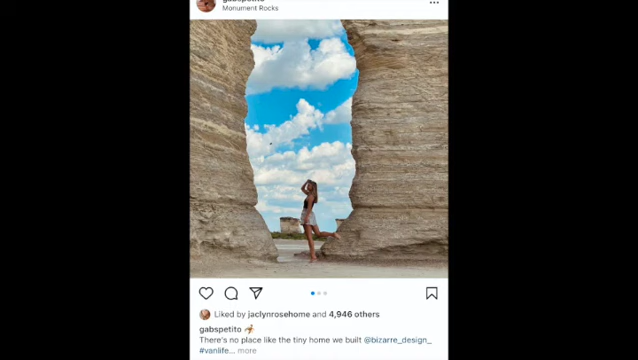 gabspetito
Monument Rocks
Liked by jaclynrosehome and 4,946 others
gabspetito
There's no place like the tiny home we built @bizarre_design_
#vanlife... more